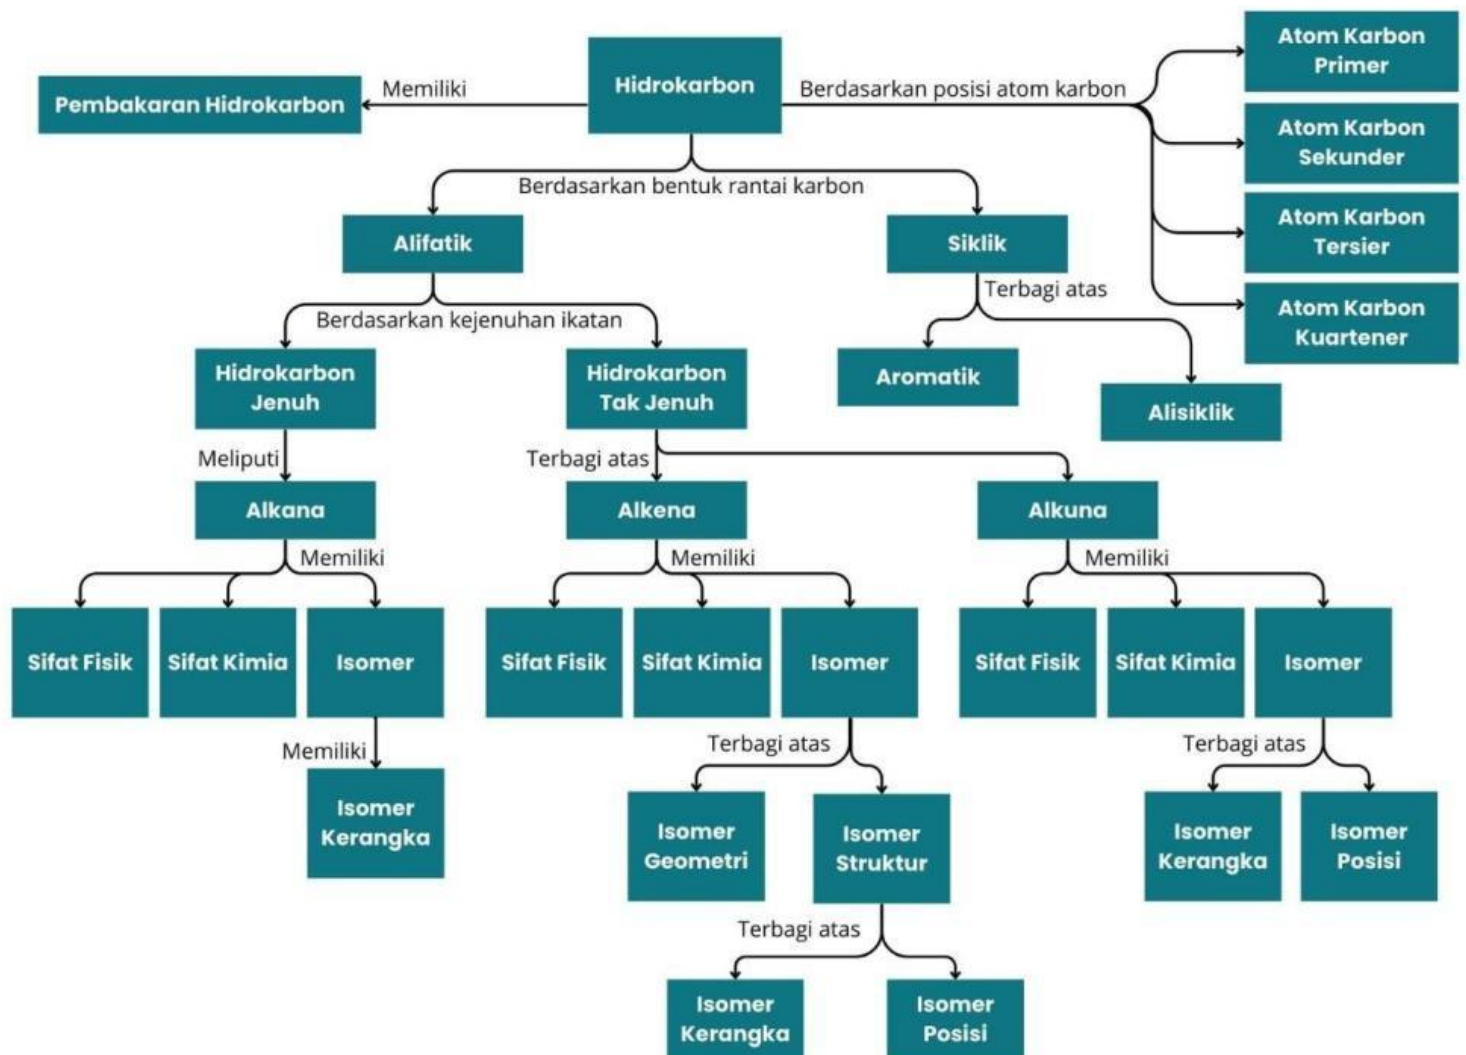 Atom Karbon
Primer
Hidrokarbon
Memiliki
Berdasarkan posisi atom karbon
Pembakaran Hidrokarbon
Atom Karbon
Sekunder
Berdasarkan bentuk rantai karbon
Atom Karbon
Tersier
Alifatik
Siklik
Terbagi atas
Atom Karbon
Kuartener
Berdasarkan kejenuhan ikatan
Hidrokarbon
Jenuh
Hidrokarbon
Tak Jenuh
Aromatik
Alisiklik
Meliputi
Terbagi atas
Alkana
Alkena
Alkuna
Memiliki
Memiliki
Memiliki
Sifat Fisik
Sifat Kimia
Isomer
Sifat Fisik
Sifat Kimia
Isomer
Sifat Fisik
Sifat Kimia
Isomer
Memiliki
Terbagi atas
Terbagi atas
Isomer
Kerangka
Isomer
Geometri
Isomer
Struktur
Isomer
Kerangka
Isomer
Posisi
Terbagi atas
Isomer
Kerangka
Isomer
Posisi